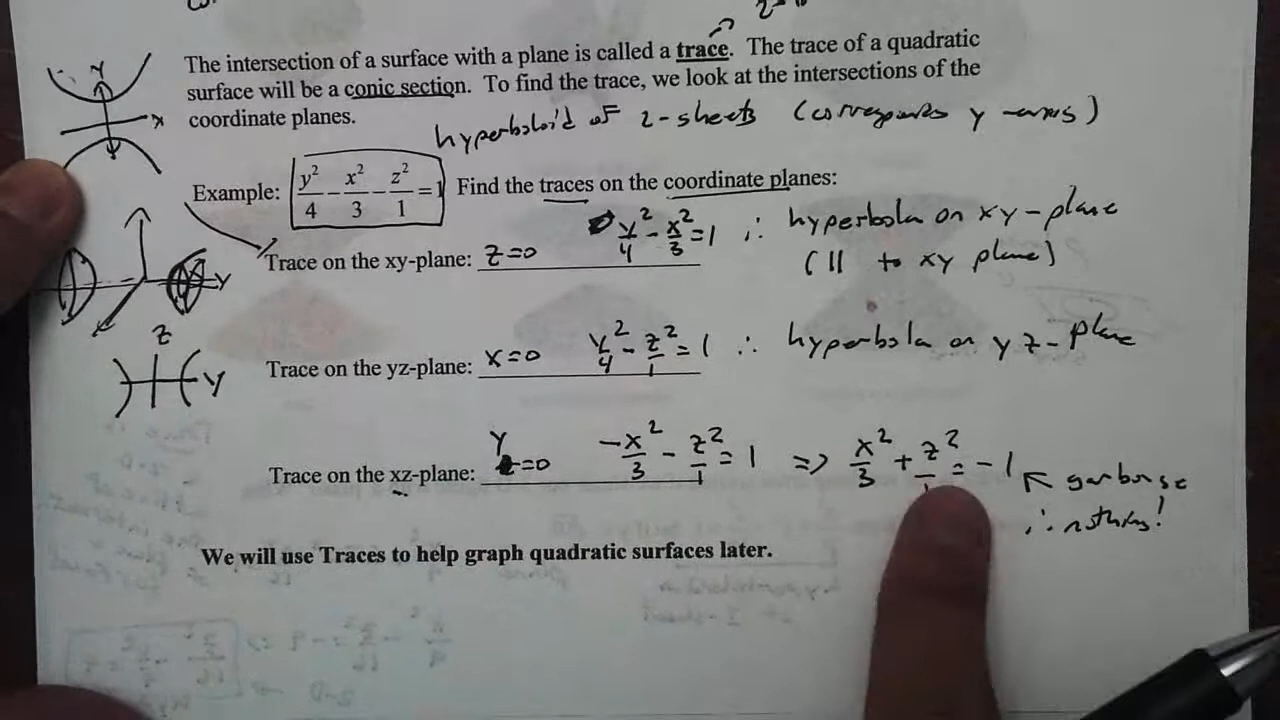 The intersection of a surface with a plane is called a trace. The trace of a quadratic
surface will be a conic section. To find the trace, we look at the intersections of the
coordinate planes.
hyperboloid of 2-sheets (corresponds y-axis)
Example: y²/4 - x²/3 - z²/1 = 1 Find the traces on the coordinate planes:
Trace on the xy-plane: z=0 y²/4 - x²/3 = 1 ∴ hyperbola on xy-plane
(|| to xy plane)
Trace on the yz-plane: x=0 y²/4 - z²/1 = 1 ∴ hyperbola on yz-plane
Trace on the xz-plane: y=0 -x²/3 - z²/1 = 1 => x²/3 + z²/1 = -1 ↖ garbage
∴ nothing!
We will use Traces to help graph quadratic surfaces later.
Y
X
Y
Z
Y